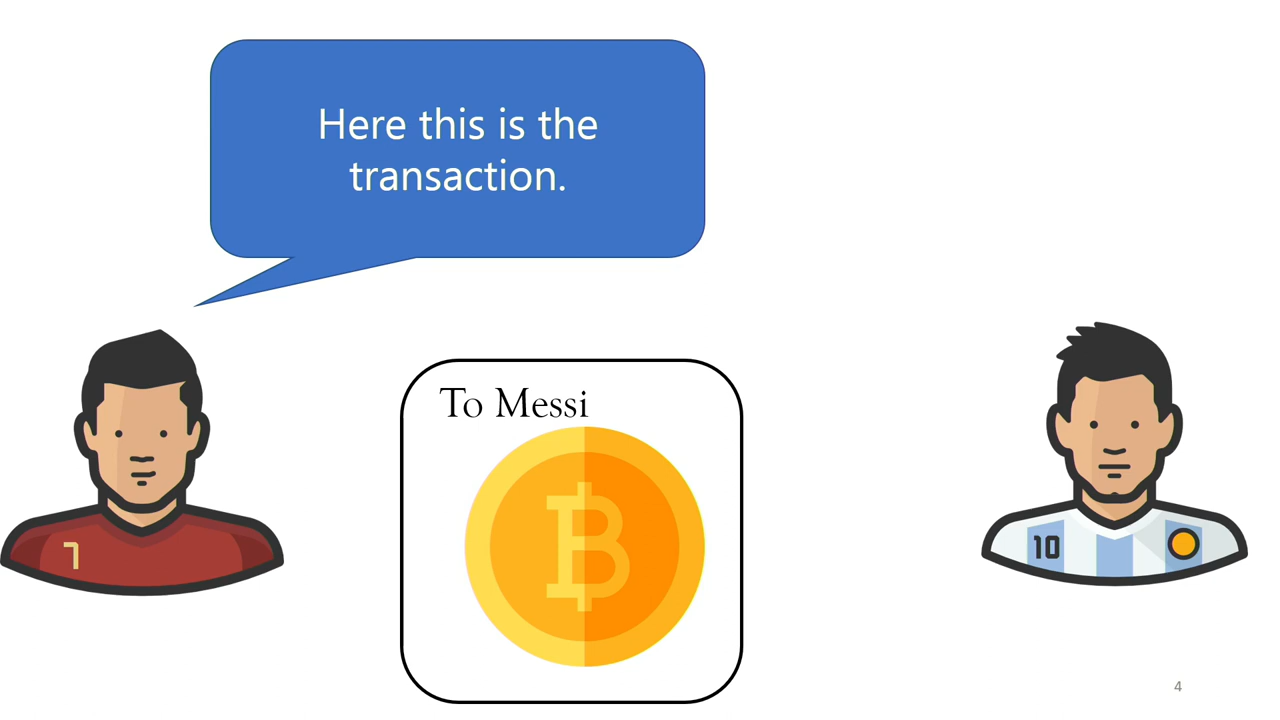 Here this is the
transaction.
To Messi
7
10
4